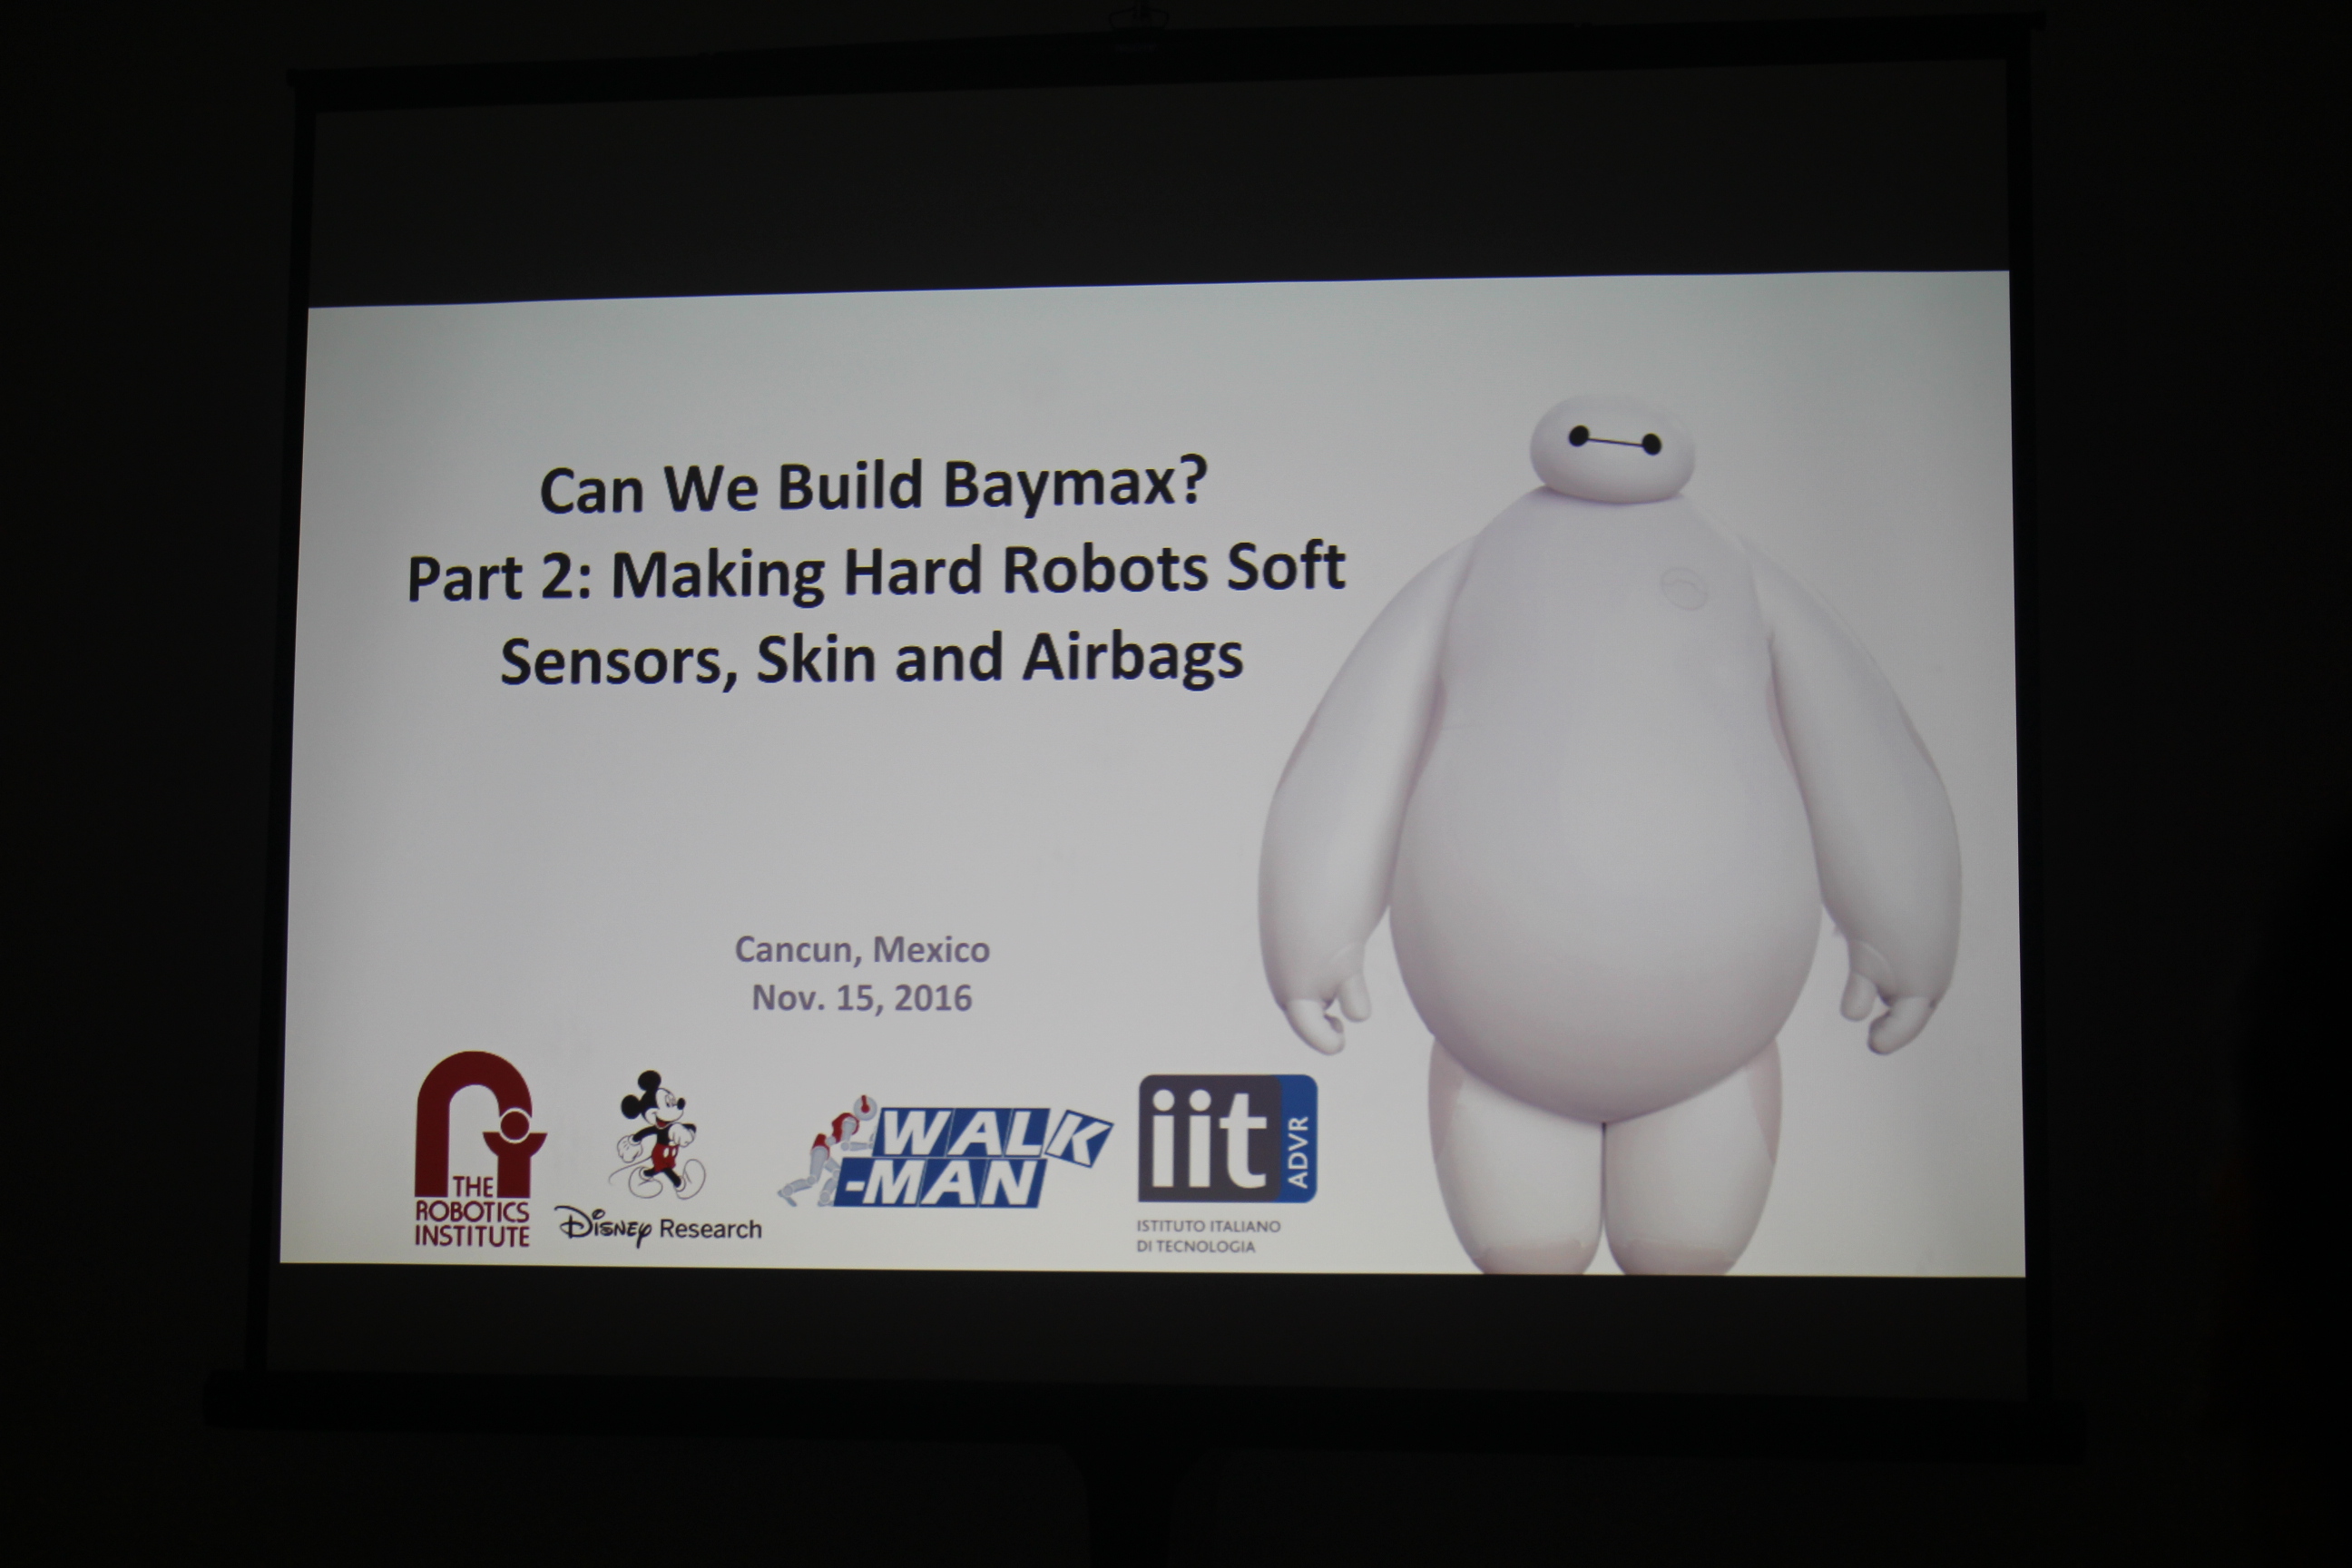 Can We Build Baymax?
Part 2: Making Hard Robots Soft
Sensors, Skin and Airbags
Cancun, Mexico
Nov. 15, 2016
THE
ROBOTICS
INSTITUTE
Disney Research
WALK
-MAN
iit
ADVR
ISTITUTO ITALIANO
DI TECNOLOGIA